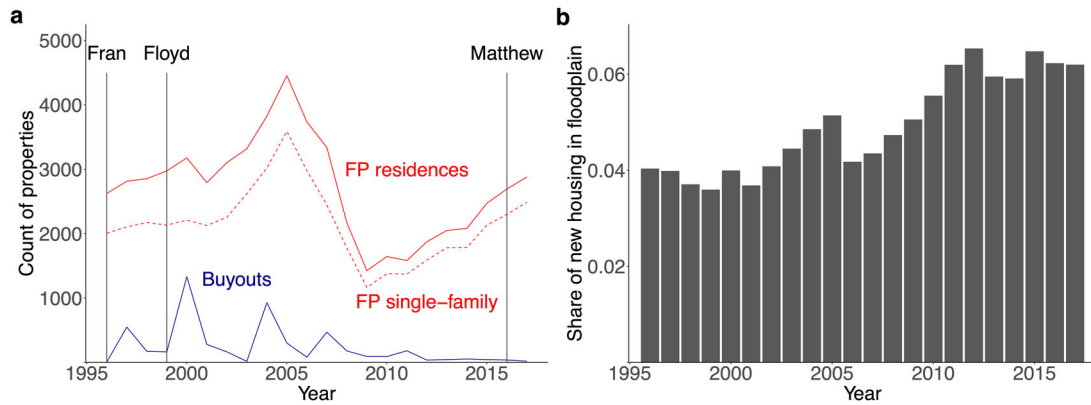 a
5000
4000
3000
2000
1000
Count of properties
Fran
Floyd
Matthew
FP residences
FP single-family
Buyouts
1995
2000
2005
2010
2015
Year
b
0.06
0.04
0.02
Share of new housing in floodplain
1995
2000
2005
2010
2015
Year